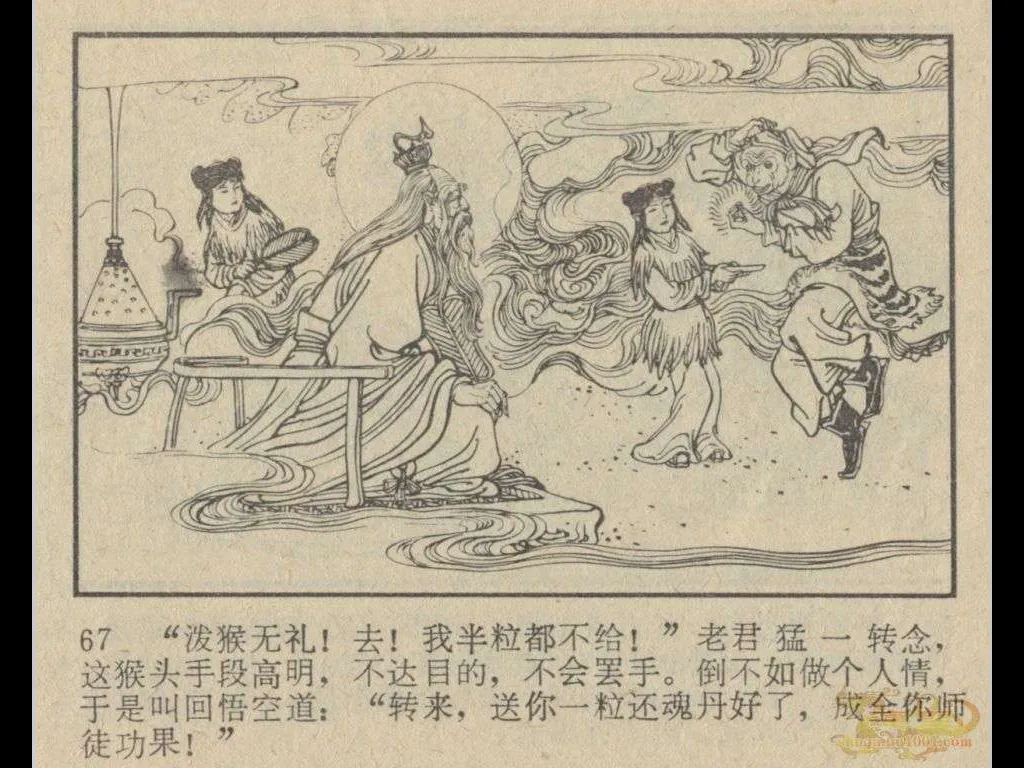 67 “泼猴无礼！去！我半粒都不给！”老君猛一转念，
这猴头手段高明，不达目的，不会罢手。倒不如做个人情，
于是叫回悟空道：“转来，送你一粒还魂丹好了，成全你师
徒功果！”